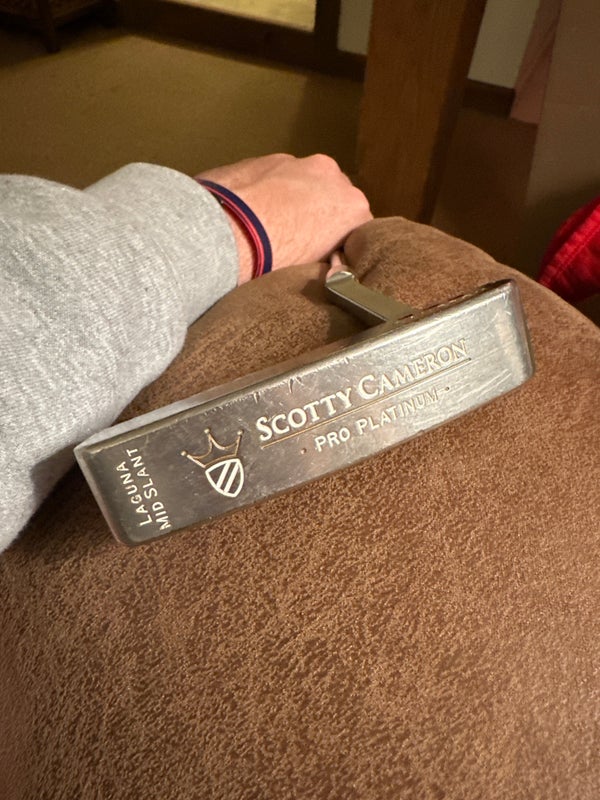 SCOTTY CAMERON
PRO PLATINUM
LAGUNA
MID SLANT